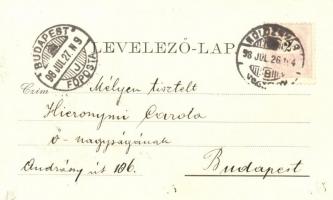 BUDAPEST
98 JUL.27. N 9
FŐPOSTA
LEVELEZŐ-LAP
98 JUL 26
Czím
Mélyen tisztelt
Hieronymi Carola
ő-nagyságának
Budapest
Andrássy út 106.